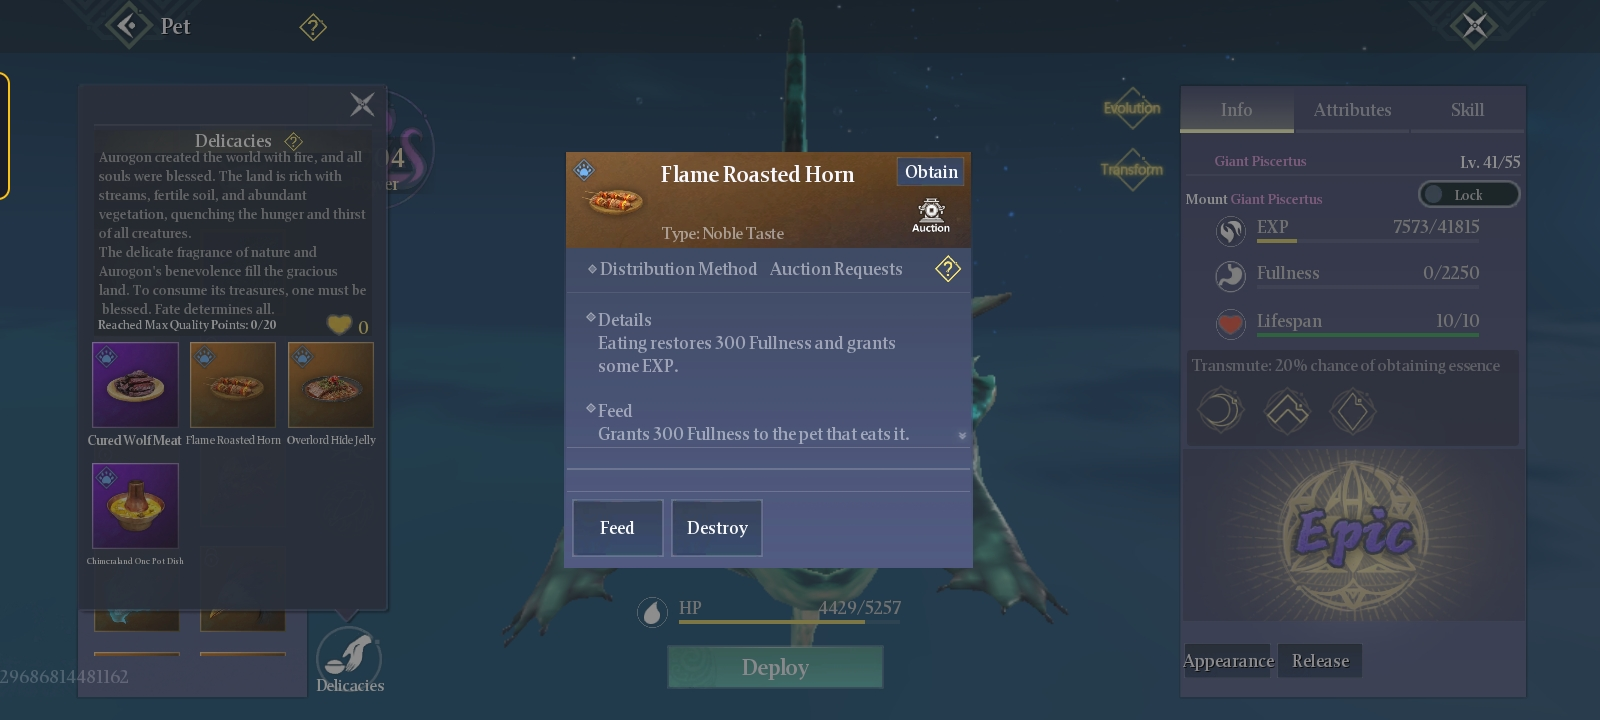 Pet
?
Delicacies
?
Aurogon created the world with fire, and all
souls were blessed. The land is rich with
streams, fertile soil, and abundant
vegetation, quenching the hunger and thirst
of all creatures.
The delicate fragrance of nature and
Aurogon's benevolence fill the gracious
land. To consume its treasures, one must be
blessed. Fate determines all.
Reached Max Quality Points: 0/20
0
Cured Wolf Meat
Flame Roasted Horn
Overlord Hide Jelly
Chimeraland One Pot Dish
29686814481162
Delicacies
Flame Roasted Horn
Obtain
Auction
Type: Noble Taste
Distribution Method Auction Requests
?
Details
Eating restores 300 Fullness and grants
some EXP.
Feed
Grants 300 Fullness to the pet that eats it.
Feed
Destroy
HP
4429/5257
Deploy
Evolution
Transform
Info
Attributes
Skill
Giant Piscertus
Lv. 41/55
Mount Giant Piscertus
Lock
EXP
7573/41815
Fullness
0/2250
Lifespan
10/10
Transmute: 20% chance of obtaining essence
Epic
Appearance
Release